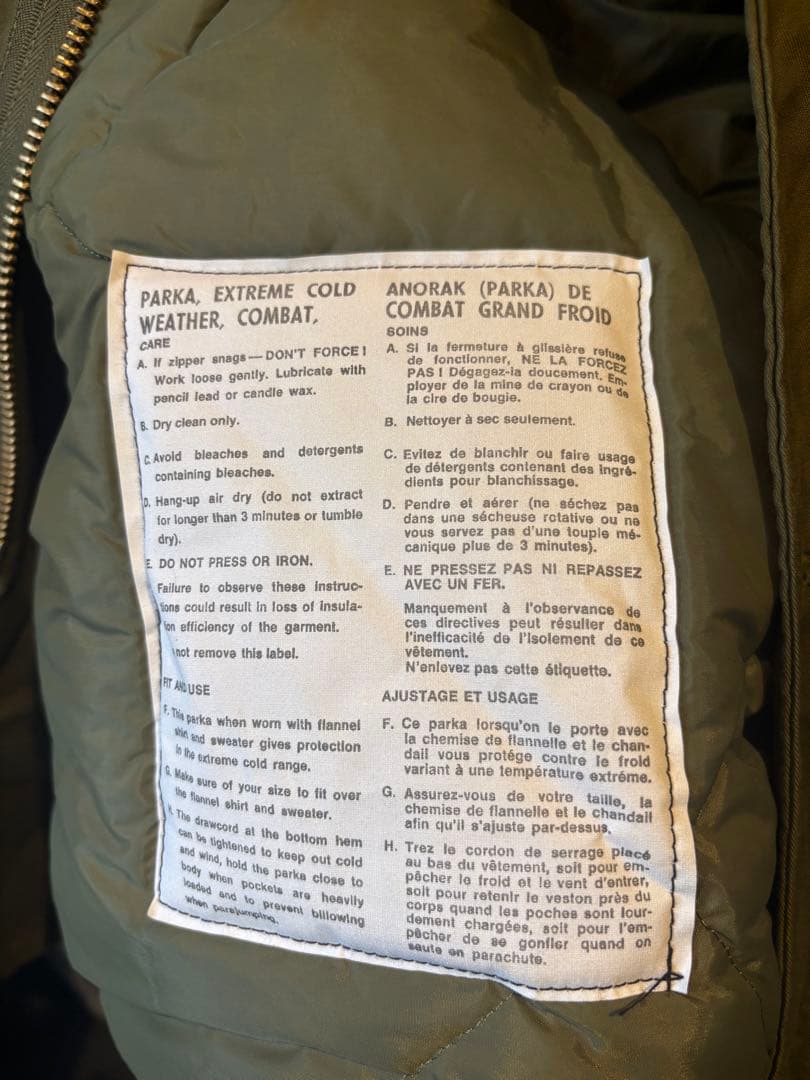 PARKA, EXTREME COLD
WEATHER, COMBAT,
CARE
A. If zipper snags — DON'T FORCE!
Work loose gently. Lubricate with
pencil lead or candle wax.
B. Dry clean only.
C. Avoid bleaches and detergents
containing bleaches.
D. Hang-up air dry (do not extract
for longer than 3 minutes or tumble
dry).
E. DO NOT PRESS OR IRON.
Failure to observe these instruc-
tions could result in loss of insula-
tion efficiency of the garment.
not remove this label.
FIT AND USE
F. This parka when worn with flannel
shirt and sweater gives protection
in the extreme cold range.
G. Make sure of your size to fit over
the flannel shirt and sweater.
H. The drawcord at the bottom hem
can be tightened to keep out cold
and wind, hold the parka close to
body when pockets are heavily
loaded and to prevent billowing
when parajumping.
ANORAK (PARKA) DE
COMBAT GRAND FROID
SOINS
A. Si la fermeture à glissière refuse
de fonctionner, NE LA FORCEZ
PAS ! Dégagez-la doucement. Em-
ployer de la mine de crayon ou de
la cire de bougie.
B. Nettoyer à sec seulement.
C. Evitez de blanchir ou faire usage
de détergents contenant des ingré-
dients pour blanchissage.
D. Pendre et aérer (ne séchez pas
dans une sécheuse rotative ou ne
vous servez pas d'une touple mé-
canique plus de 3 minutes).
E. NE PRESSEZ PAS NI REPASSEZ
AVEC UN FER.
Manquement à l'observance de
ces directives peut résulter dans
l'inefficacité de l'isolement de ce
vêtement.
N'enlevez pas cette étiquette.
AJUSTAGE ET USAGE
F. Ce parka lorsqu'on le porte avec
la chemise de flannelle et le chan-
dail vous protége contre le froid
variant à une température extréme.
G. Assurez-vous de votre taille, la
chemise de flannelle et le chandail
afin qu'il s'ajuste par-dessus.
H. Trez le cordon de serrage placé
au bas du vêtement, soit pour em-
pêcher le froid et le vent d'entrer,
soit pour retenir le veston près du
corps quand les poches sont lour-
dement chargées, soit pour l'em-
pêcher de se gonfler quand on
saute en parachute.